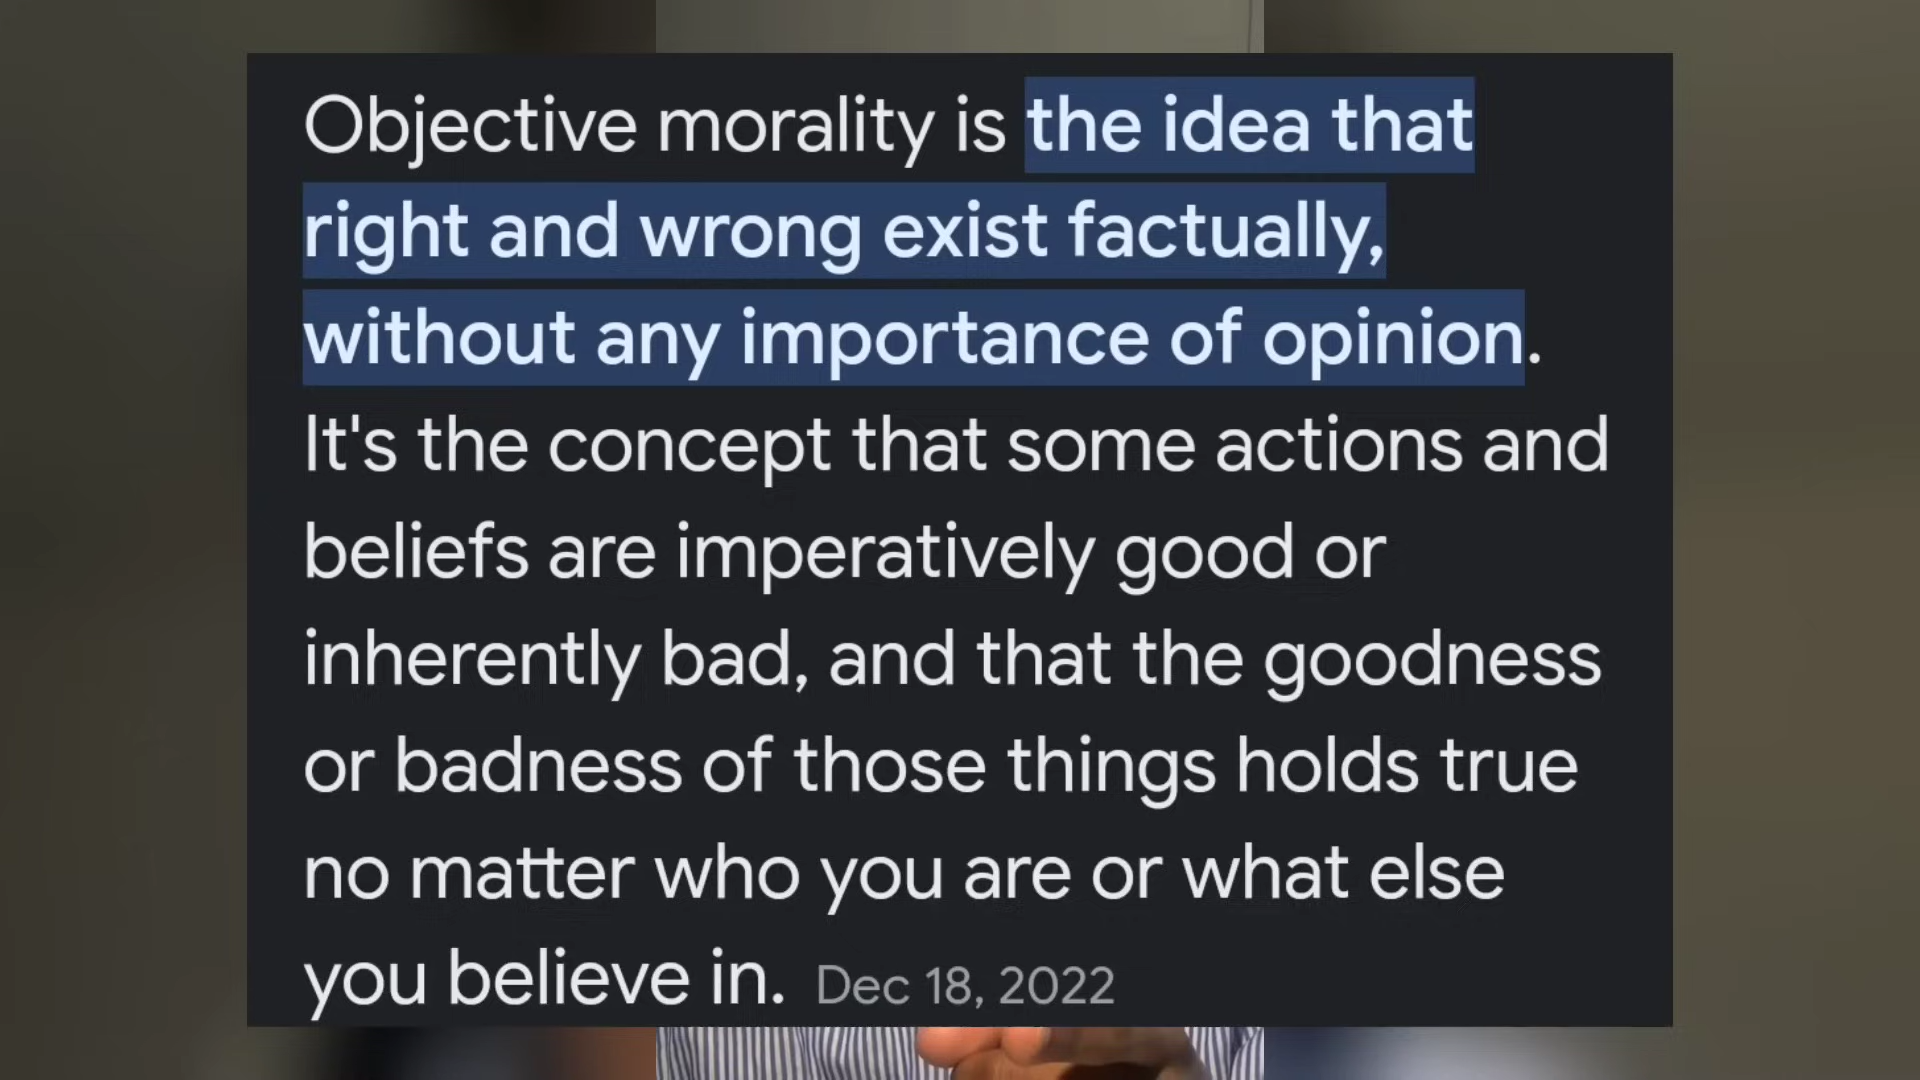 Objective morality is the idea that
right and wrong exist factually,
without any importance of opinion.
It's the concept that some actions and
beliefs are imperatively good or
inherently bad, and that the goodness
or badness of those things holds true
no matter who you are or what else
you believe in. Dec 18, 2022